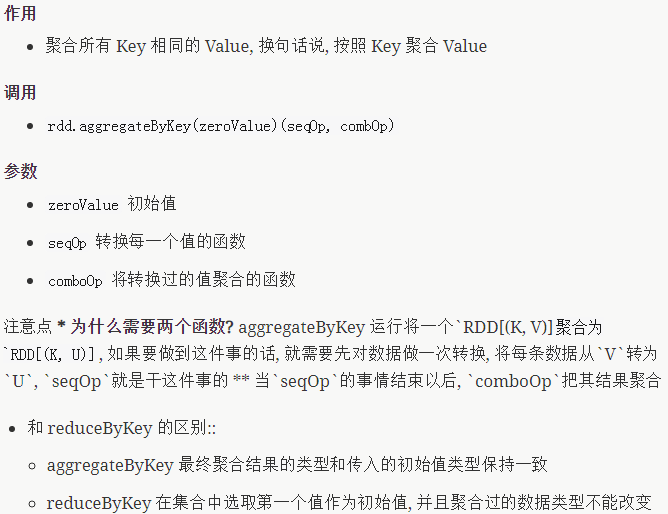 作用
聚合所有 Key 相同的 Value, 换句话说, 按照 Key 聚合 Value
调用
rdd.aggregateByKey(zeroValue)(seqOp, combOp)
参数
zeroValue 初始值
seqOp 转换每一个值的函数
comboOp 将转换过的值聚合的函数
注意点 * 为什么需要两个函数? aggregateByKey 运行将一个`RDD[(K, V)]聚合为
`RDD[(K, U)] , 如果要做到这件事的话, 就需要先对数据做一次转换, 将每条数据从`V`转为
`U`, `seqOp`就是干这件事的 ** 当`seqOp`的事情结束以后, `comboOp`把其结果聚合
和 reduceByKey 的区别::
aggregateByKey 最终聚合结果的类型和传入的初始值类型保持一致
reduceByKey 在集合中选取第一个值作为初始值, 并且聚合过的数据类型不能改变